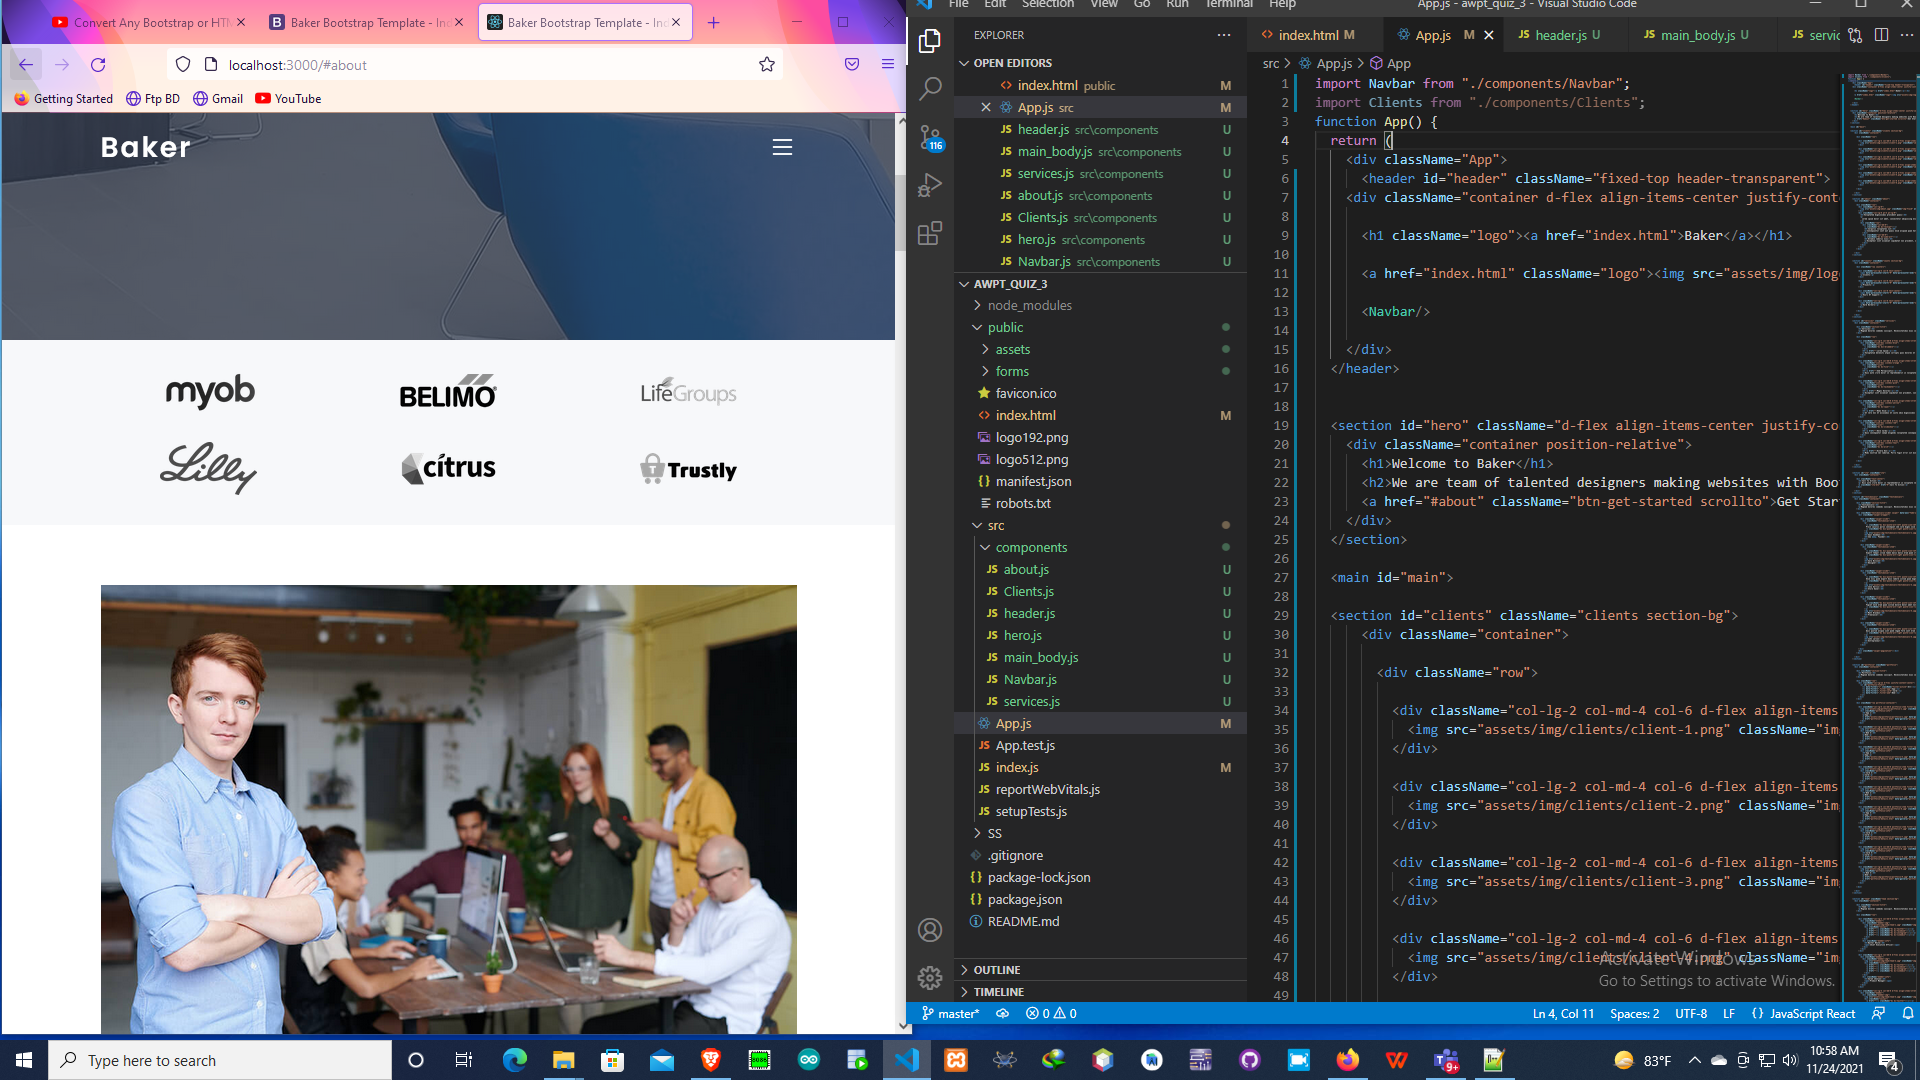 Convert Any Bootstrap or HTM
Baker Bootstrap Template - Ind
Baker Bootstrap Template - Ind
localhost:3000/#about
Getting Started
Ftp BD
Gmail
YouTube
Baker
myob
BELIMO
LifeGroups
Lilly
citrus
Trustly
File Edit Selection View Go Run Terminal Help
App.js - awpt_quiz_3 - Visual Studio Code
116
EXPLORER
OPEN EDITORS
index.html public M
App.js src M
header.js src\components U
main_body.js src\components U
services.js src\components U
about.js src\components U
Clients.js src\components U
hero.js src\components U
Navbar.js src\components U
AWPT_QUIZ_3
node_modules
public
assets
forms
favicon.ico
index.html M
logo192.png
logo512.png
manifest.json
robots.txt
src
components
JS about.js U
JS Clients.js U
JS header.js U
JS hero.js U
JS main_body.js U
JS Navbar.js U
JS services.js U
App.js M
JS App.test.js
JS index.js M
JS reportWebVitals.js
JS setupTests.js
SS
.gitignore
package-lock.json
package.json
README.md
OUTLINE
TIMELINE
index.html M
App.js M
JS header.js U
JS main_body.js U
JS servic
src > App.js > App
1 import Navbar from "./components/Navbar";
2 import Clients from "./components/Clients";
3 function App() {
4 return (
5 <div className="App">
6 <header id="header" className="fixed-top header-transparent">
7 <div className="container d-flex align-items-center justify-cont
8
9 <h1 className="logo"><a href="index.html">Baker</a></h1>
10
11 <a href="index.html" className="logo"><img src="assets/img/log
12
13 <Navbar/>
14
15 </div>
16 </header>
17
18
19 <section id="hero" className="d-flex align-items-center justify-co
20 <div className="container position-relative">
21 <h1>Welcome to Baker</h1>
22 <h2>We are team of talented designers making websites with Boo
23 <a href="#about" className="btn-get-started scrollto">Get Star
24 </div>
25 </section>
26
27 <main id="main">
28
29 <section id="clients" className="clients section-bg">
30 <div className="container">
31
32 <div className="row">
33
34 <div className="col-lg-2 col-md-4 col-6 d-flex align-items
35 <img src="assets/img/clients/client-1.png" className="im
36 </div>
37
38 <div className="col-lg-2 col-md-4 col-6 d-flex align-items
39 <img src="assets/img/clients/client-2.png" className="im
40 </div>
41
42 <div className="col-lg-2 col-md-4 col-6 d-flex align-items
43 <img src="assets/img/clients/client-3.png" className="im
44 </div>
45
46 <div className="col-lg-2 col-md-4 col-6 d-flex align-items
47 <img src="assets/img/clients/client-4.png" className="im
48 </div>
49
Activate Windows
Go to Settings to activate Windows.
master* 0 0
Ln 4, Col 11 Spaces: 2 UTF-8 LF {} JavaScript React
Type here to search
9+
83°F
10:58 AM
11/24/2021
4